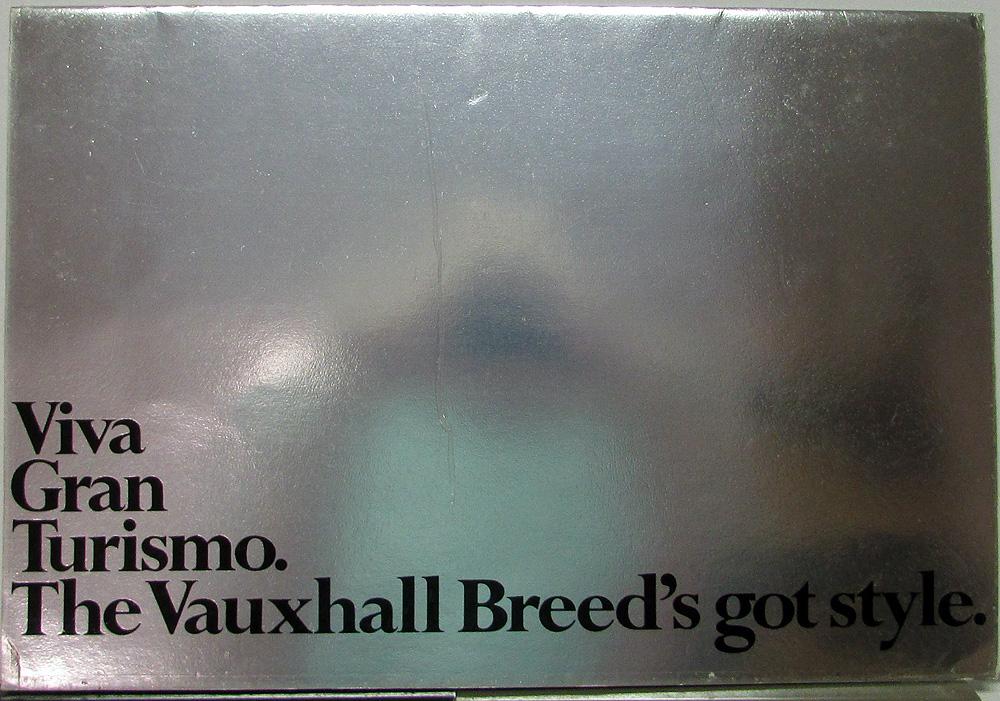 Viva
Gran
Turismo.
The Vauxhall Breed's got style.